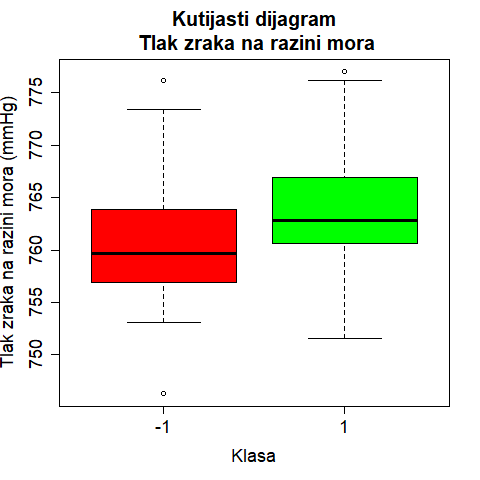 Kutijasti dijagram
Tlak zraka na razini mora
Tlak zraka na razini mora (mmHg)
775
770
765
760
755
750
-1
1
Klasa